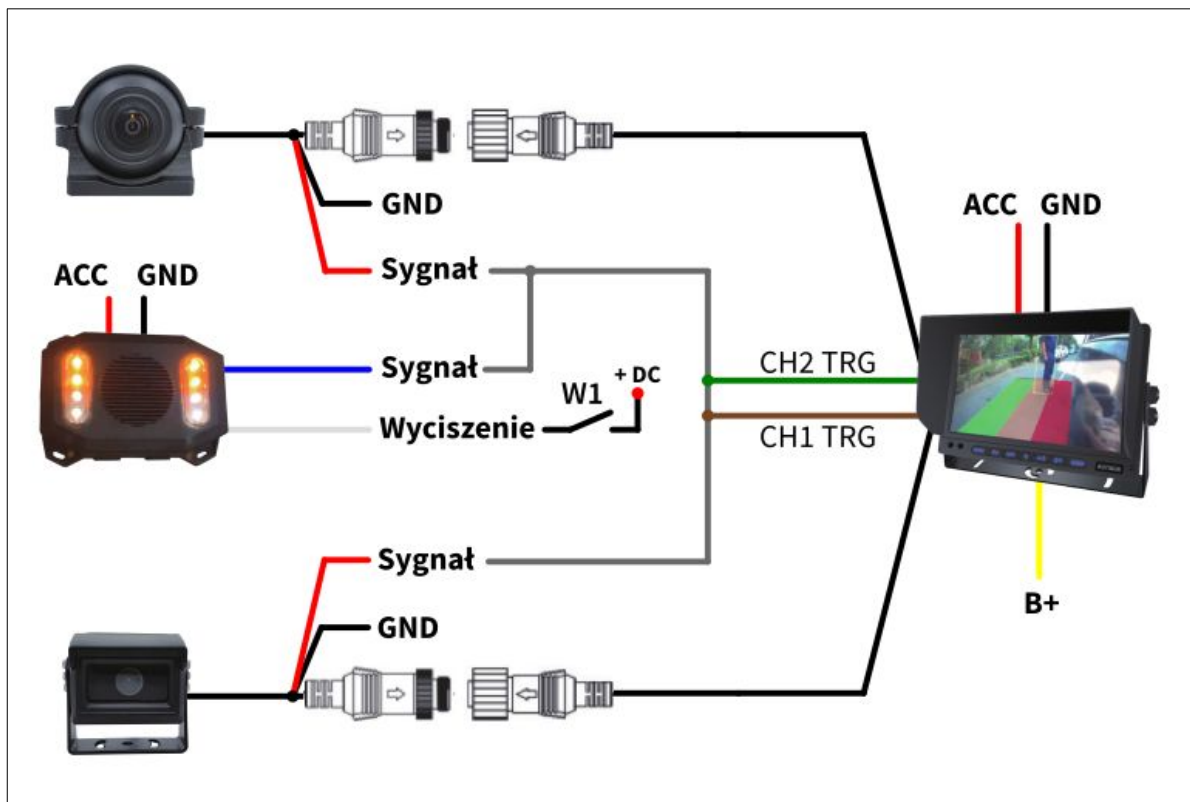 GND
ACC GND
Sygnał
ACC GND
Sygnał
CH2 TRG
+ DC
W1
Wyciszenie
CH1 TRG
Sygnał
B+
GND